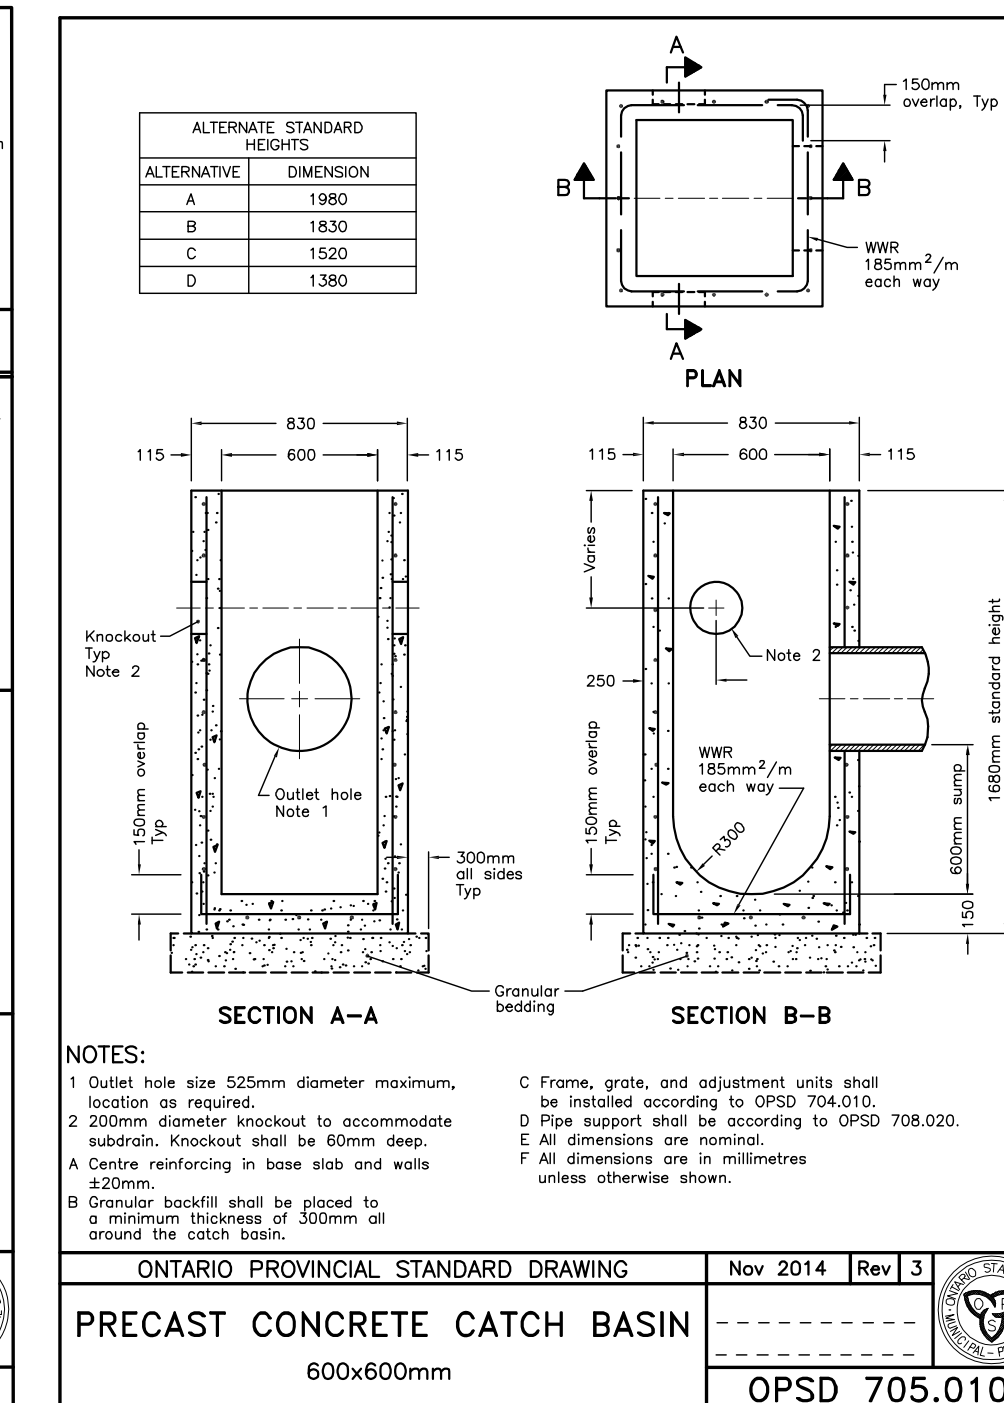 ALTERNATE STANDARD
HEIGHTS
ALTERNATIVE DIMENSION
A 1980
B 1830
C 1520
D 1380
A
150mm
overlap, Typ
B
B
WWR
185mm²/m
each way
A
PLAN
830
115
600
115
Knockout
Typ
Note 2
150mm overlap
Typ
Outlet hole
Note 1
300mm
all sides
Typ
SECTION A-A
830
115
600
115
Varies
Note 2
250
150mm overlap
Typ
WWR
185mm²/m
each way
R300
600mm sump
150
1680mm standard height
Granular
bedding
SECTION B-B
NOTES:
1 Outlet hole size 525mm diameter maximum,
location as required.
2 200mm diameter knockout to accommodate
subdrain. Knockout shall be 60mm deep.
A Centre reinforcing in base slab and walls
±20mm.
B Granular backfill shall be placed to
a minimum thickness of 300mm all
around the catch basin.
C Frame, grate, and adjustment units shall
be installed according to OPSD 704.010.
D Pipe support shall be according to OPSD 708.020.
E All dimensions are nominal.
F All dimensions are in millimetres
unless otherwise shown.
ONTARIO PROVINCIAL STANDARD DRAWING
Nov 2014 Rev 3
PRECAST CONCRETE CATCH BASIN
600x600mm
OPSD 705.010